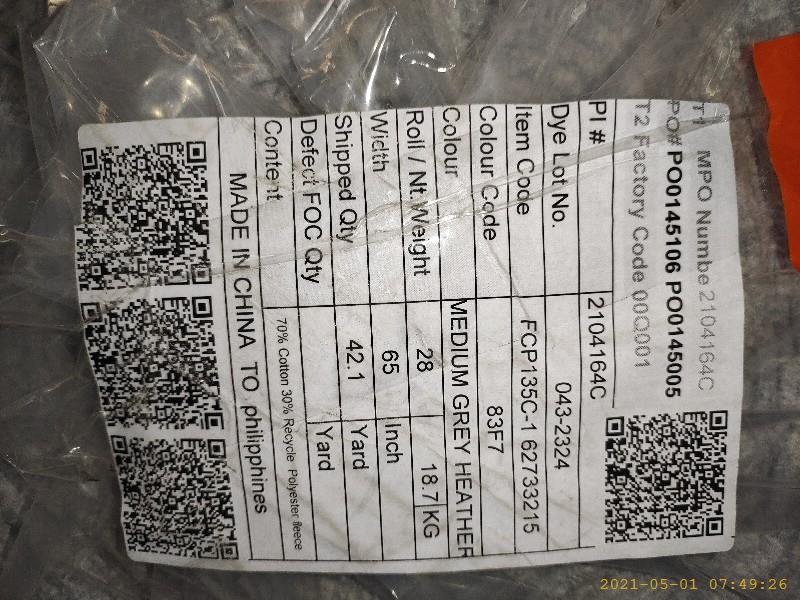 T1 MPO Numbe 2104164C
PO# PO0145106 PO0145005
T2 Factory Code 00Q001
PI # 2104164C
Dye Lot No. 043-2324
Item Code FCP135C-1 62733215
Colour Code 83F7
Colour MEDIUM GREY HEATHER
Roll / Nt.Weight 28 18.7 KG
Width 65 Inch
Shipped Qty 42.1 Yard
Defect FOC Qty Yard
Content 70% Cotton 30% Recycle Polyester fleece
MADE IN CHINA TO philipphines
2021-05-01 07:49:26